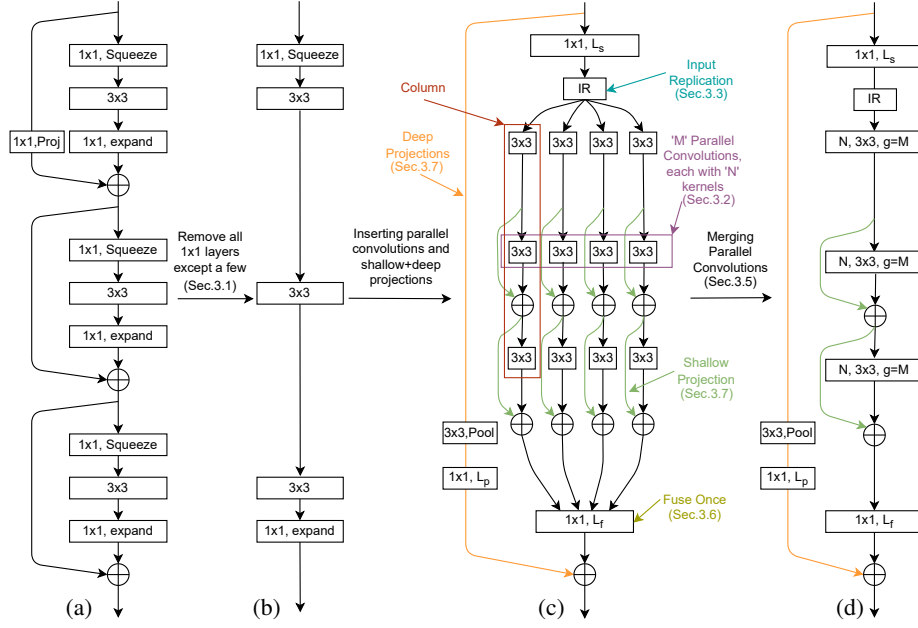 1x1, Squeeze
3x3
1x1,Proj
1x1, expand
1x1, Squeeze
3x3
1x1, expand
1x1, Squeeze
3x3
1x1, expand
(a)
Remove all
1x1 layers
except a few
(Sec.3.1)
1x1, Squeeze
3x3
3x3
3x3
1x1, expand
(b)
Inserting parallel
convolutions and
shallow+deep
projections
1x1, Ls
IR
Input
Replication
(Sec.3.3)
Column
Deep
Projections
(Sec.3.7)
3x3 3x3 3x3 3x3
'M' Parallel
Convolutions,
each with 'N'
kernels
(Sec.3.2)
3x3 3x3 3x3 3x3
3x3 3x3 3x3 3x3
Shallow
Projection
(Sec.3.7)
3x3,Pool
1x1, Lp
1x1, Lf
Fuse Once
(Sec.3.6)
(c)
Merging
Parallel
Convolutions
(Sec.3.5)
1x1, Ls
IR
N, 3x3, g=M
N, 3x3, g=M
N, 3x3, g=M
3x3,Pool
1x1, Lp
1x1, Lf
(d)